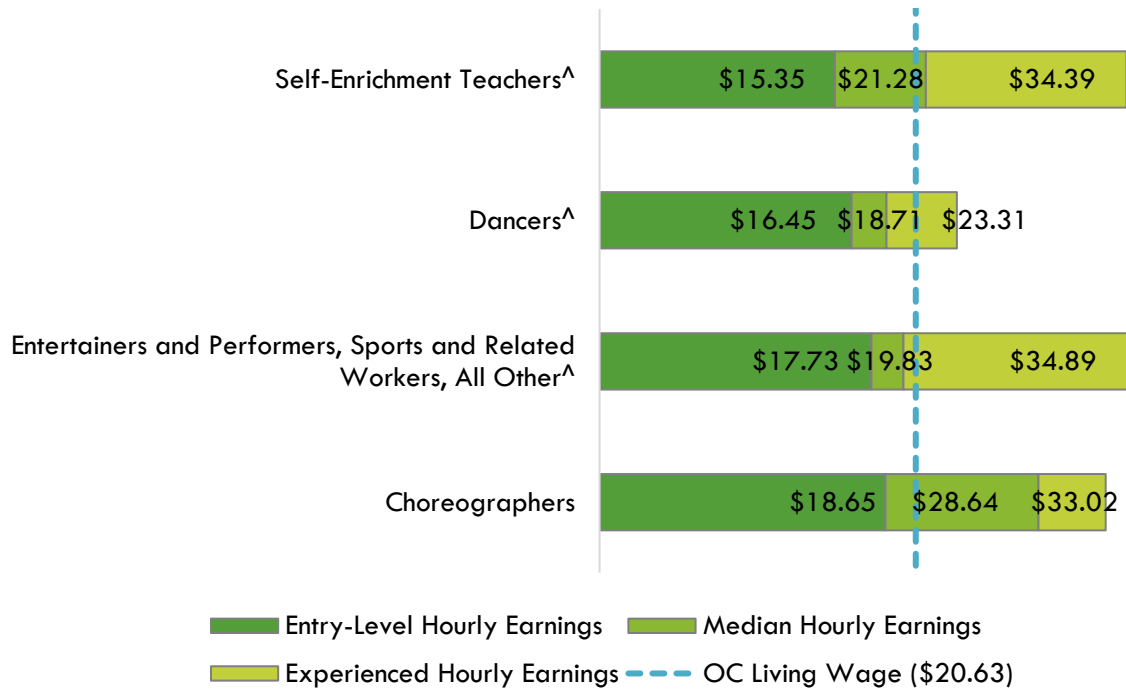 Self-Enrichment Teachers^ $15.35 $21.28 $34.39
Dancers^ $16.45 $18.71 $23.31
Entertainers and Performers, Sports and Related
Workers, All Other^ $17.73 $19.83 $34.89
Choreographers $18.65 $28.64 $33.02
Entry-Level Hourly Earnings Median Hourly Earnings
Experienced Hourly Earnings OC Living Wage ($20.63)